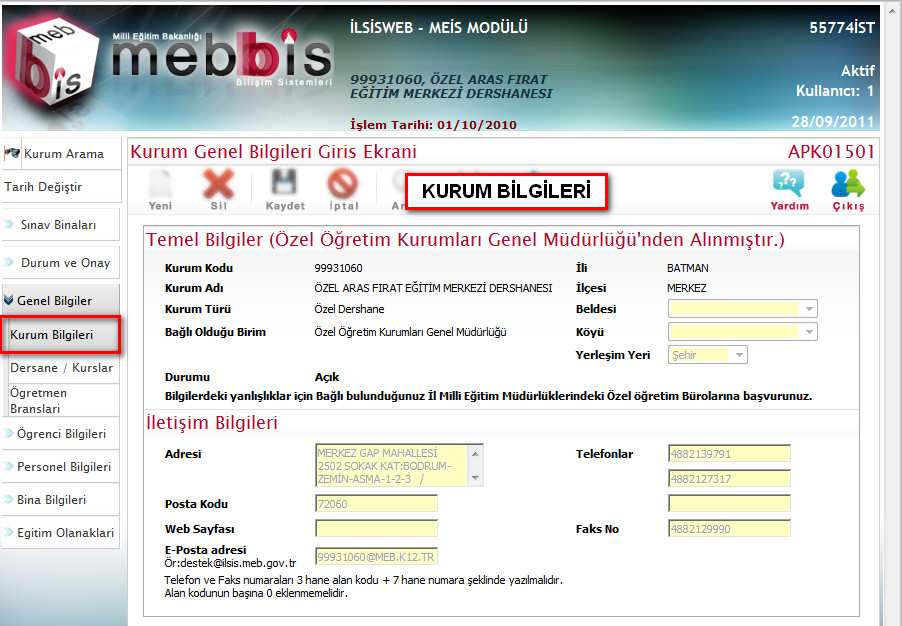 meb
bis
Milli Eğitim Bakanlığı
mebbis
Bilişim Sistemleri
İLSİSWEB - MEİS MODÜLÜ
99931060, ÖZEL ARAS FIRAT
EĞİTİM MERKEZİ DERSHANESI
İşlem Tarihi: 01/10/2010
55774İST
Aktif
Kullanıcı: 1
28/09/2011
Kurum Arama
Tarih Değiştir
Sınav Binaları
Durum ve Onay
Genel Bilgiler
Kurum Bilgileri
Dersane / Kurslar
Ögretmen
Branslari
Ögrenci Bilgileri
Personel Bilgileri
Bina Bilgileri
Egitim Olanaklari
Kurum Genel Bilgileri Giris Ekrani APK01501
Yeni Sil Kaydet İptal KURUM BİLGİLERİ Yardım Çıkış
Temel Bilgiler (Özel Öğretim Kurumları Genel Müdürlüğü'nden Alınmıştır.)
Kurum Kodu 99931060 İli BATMAN
Kurum Adı ÖZEL ARAS FIRAT EĞİTİM MERKEZİ DERSHANESI İlçesi MERKEZ
Kurum Türü Özel Dershane Beldesi
Bağlı Olduğu Birim Özel Öğretim Kurumları Genel Müdürlüğü Köyü
Yerleşim Yeri Şehir
Durumu Açık
Bilgilerdeki yanlışlıklar için Bağlı bulunduğunuz İl Milli Eğitim Müdürlüklerindeki Özel öğretim Bürolarına başvurunuz.
İletişim Bilgileri
Adresi MERKEZ GAP MAHALLESİ Telefonlar 4882139791
2502 SOKAK KAT:BODRUM-
ZEMİN-ASMA-1-2-3 / 4882127317
Posta Kodu 72060
Web Sayfası Faks No 4882129990
E-Posta adresi 99931060@MEB.K12.TR
Ör:destek@ilsis.meb.gov.tr
Telefon ve Faks numaraları 3 hane alan kodu + 7 hane numara şeklinde yazılmalıdır.
Alan kodunun başına 0 eklenmemelidir.